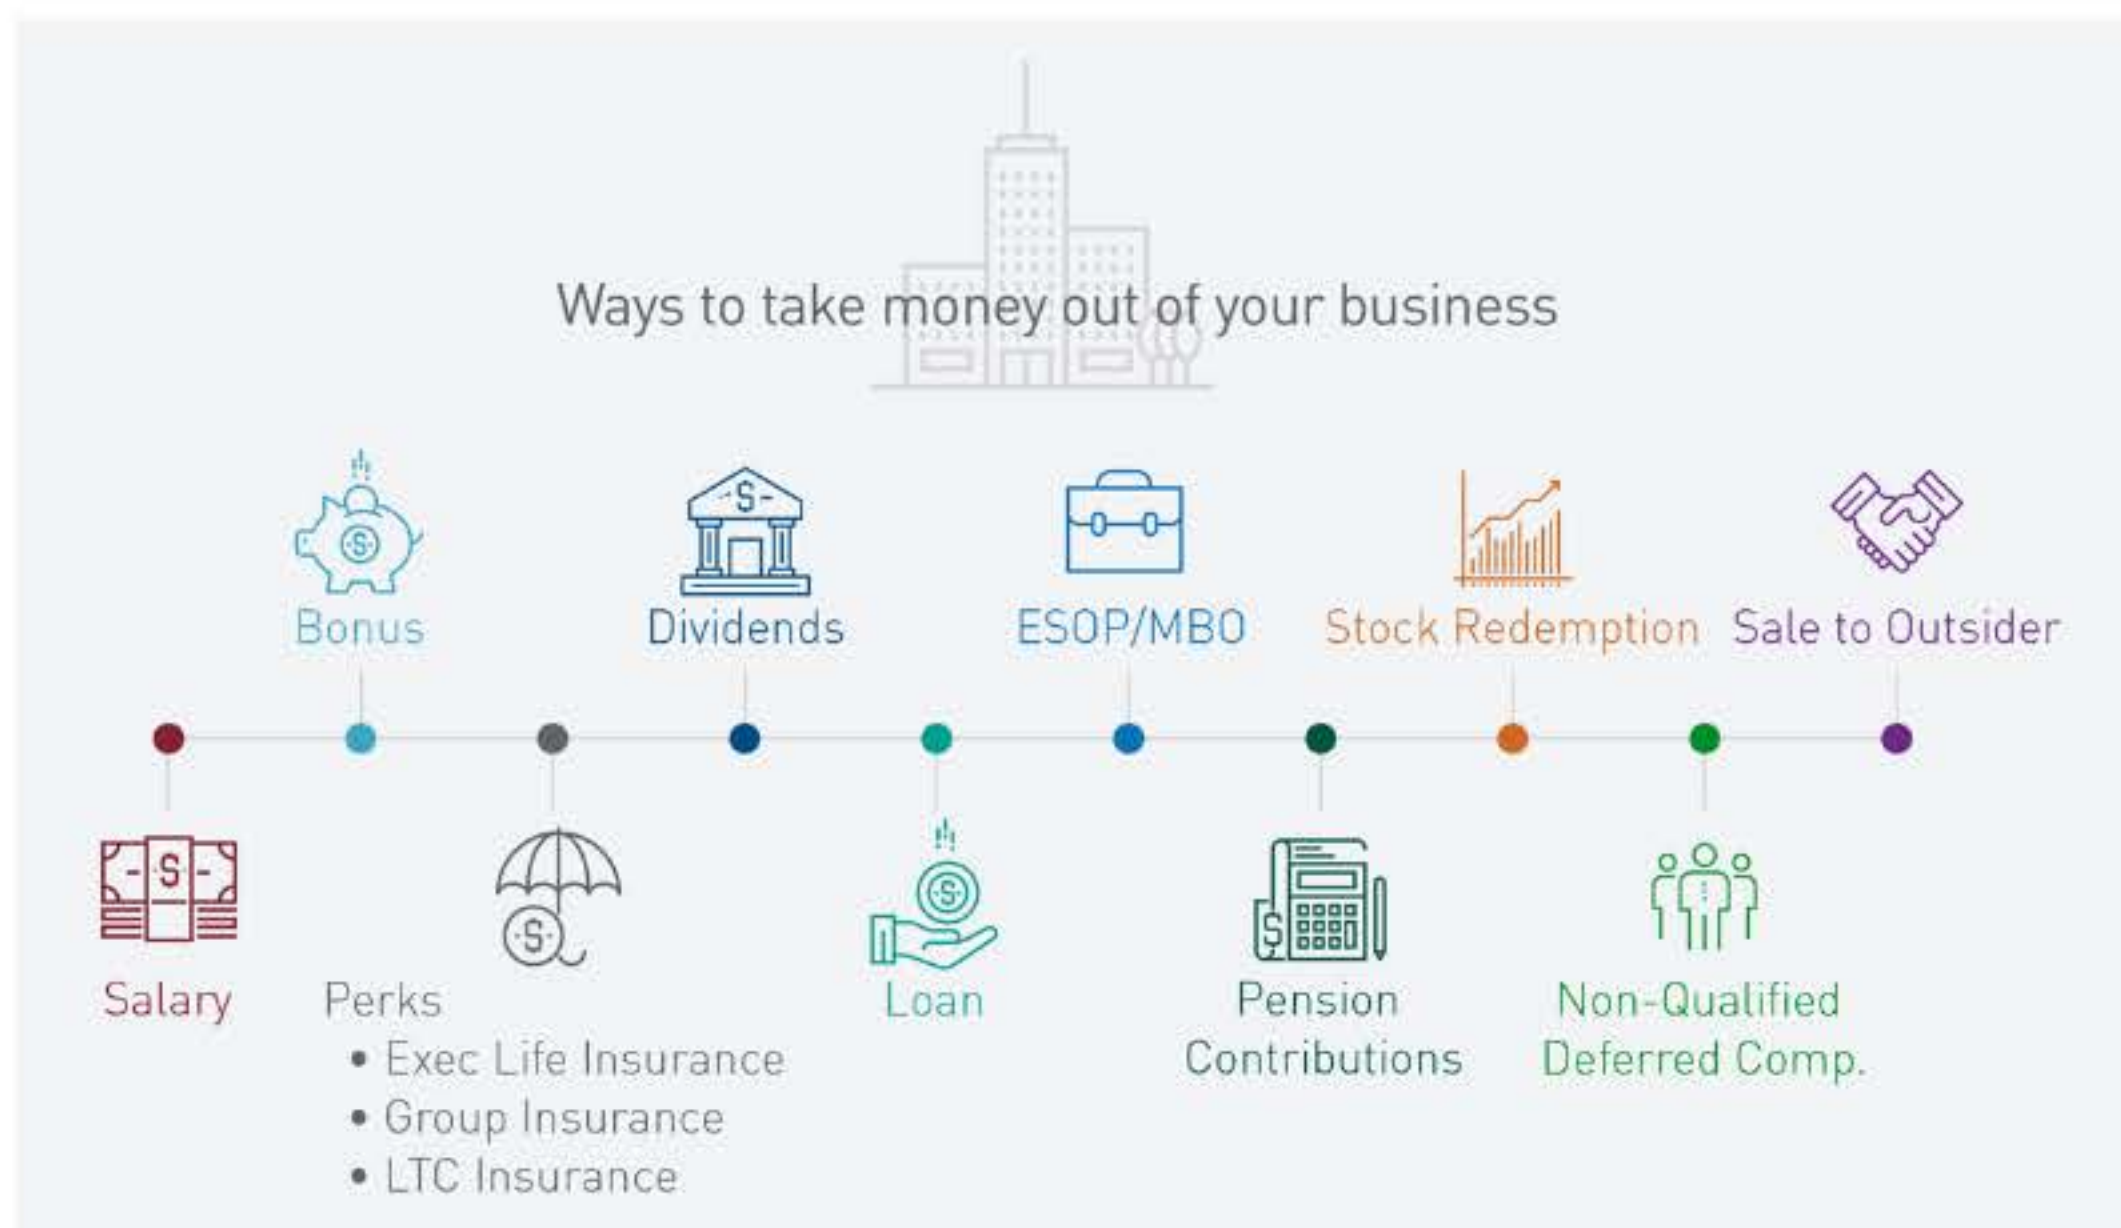 Ways to take money out of your business
Bonus
Dividends
ESOP/MBO
Stock Redemption
Sale to Outsider
Salary
Perks
• Exec Life Insurance
• Group Insurance
• LTC Insurance
Loan
Pension
Contributions
Non-Qualified
Deferred Comp.